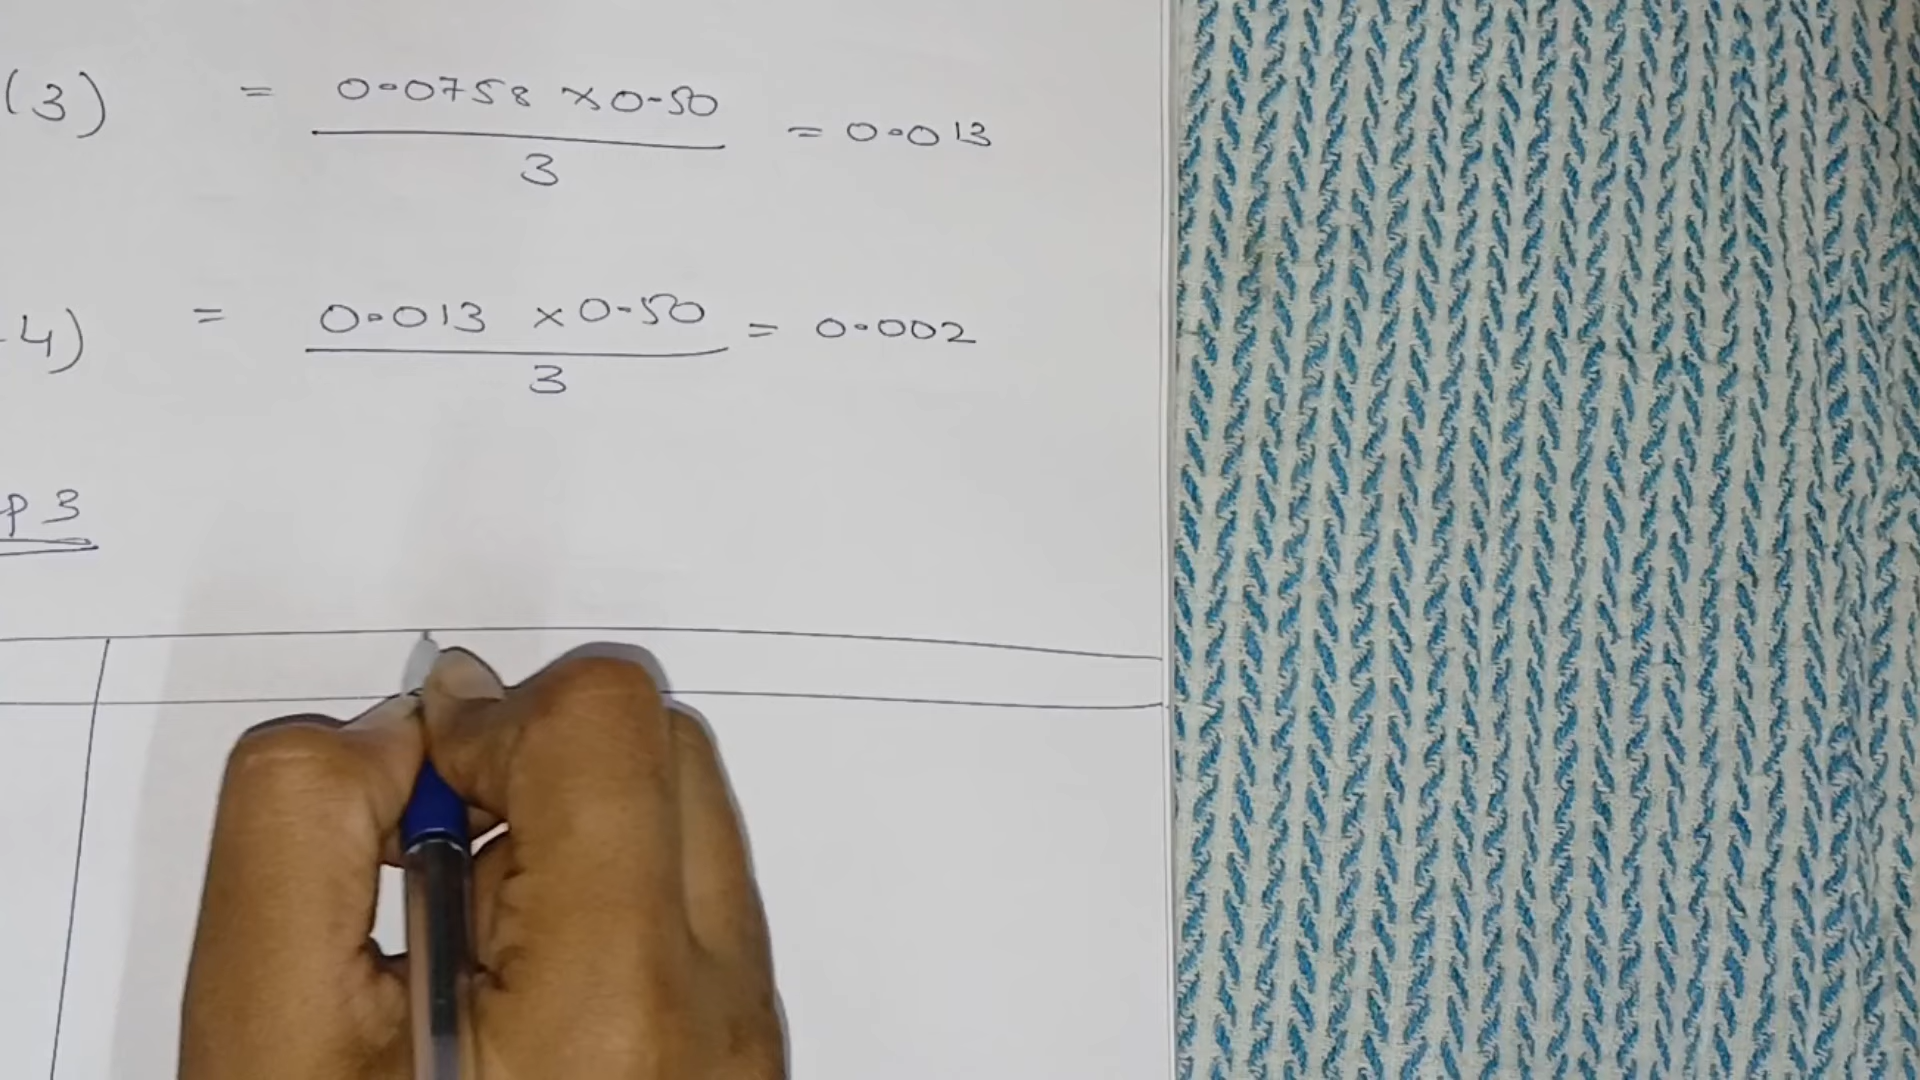 (3) = 0.0758 × 0.50 / 3 = 0.013
4) = 0.013 × 0.50 / 3 = 0.002
p 3